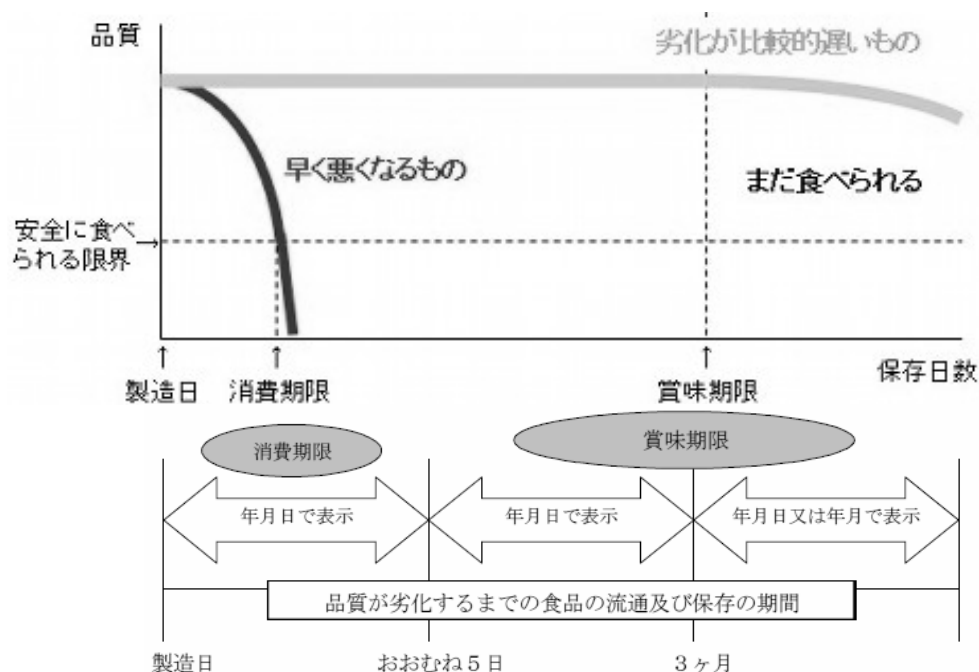 品質
劣化が比較的遅いもの
早く悪くなるもの
まだ食べられる
安全に食べ
られる限界
→
↑
↑
↑
製造日
消費期限
賞味期限
保存日数
消費期限
賞味期限
年月日で表示
年月日で表示
年月日又は年月で表示
品質が劣化するまでの食品の流通及び保存の期間
製造日
おおむね5日
3ヶ月